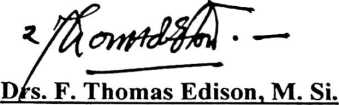 Drs. F. Thomas Edison, M. Si.